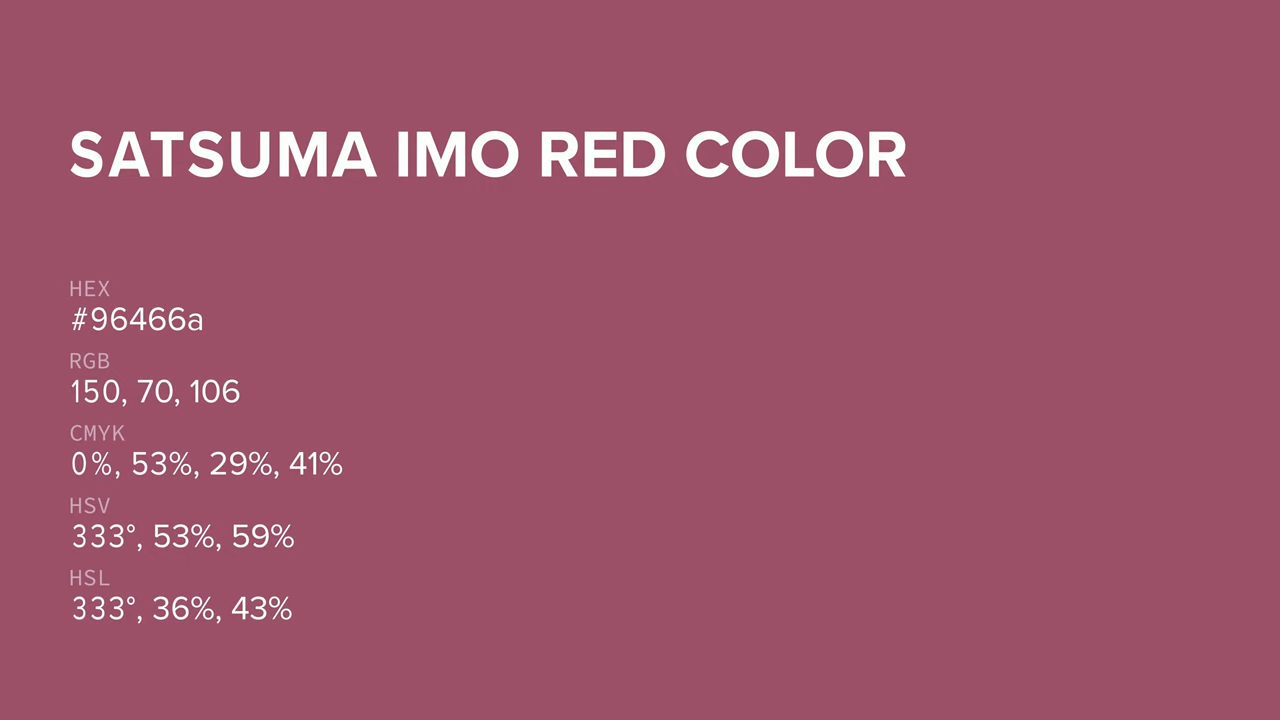 SATSUMA IMO RED COLOR
HEX
#96466a
RGB
150, 70, 106
CMYK
0%, 53%, 29%, 41%
HSV
333°, 53%, 59%
HSL
333°, 36%, 43%